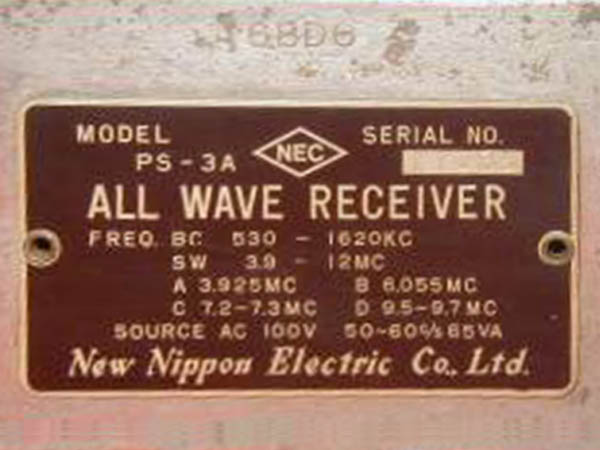 6BD6
MODEL
PS-3A
NEC
SERIAL NO.
ALL WAVE RECEIVER
FREQ. BC 530 - 1620KC
SW 3.9 - 12MC
A 3.925MC B 6.055MC
C 7.2-7.3MC D 9.5-9.7MC
SOURCE AC 100V 50~60% 65VA
New Nippon Electric Co., Ltd.